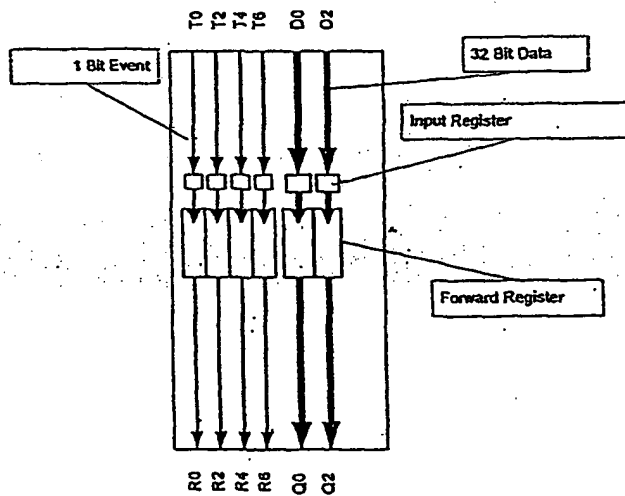 T0 T2 T4 T6 D0 D2
1 Bit Event
32 Bit Data
Input Register
Forward Register
R0 R2 R4 R6 Q0 Q2